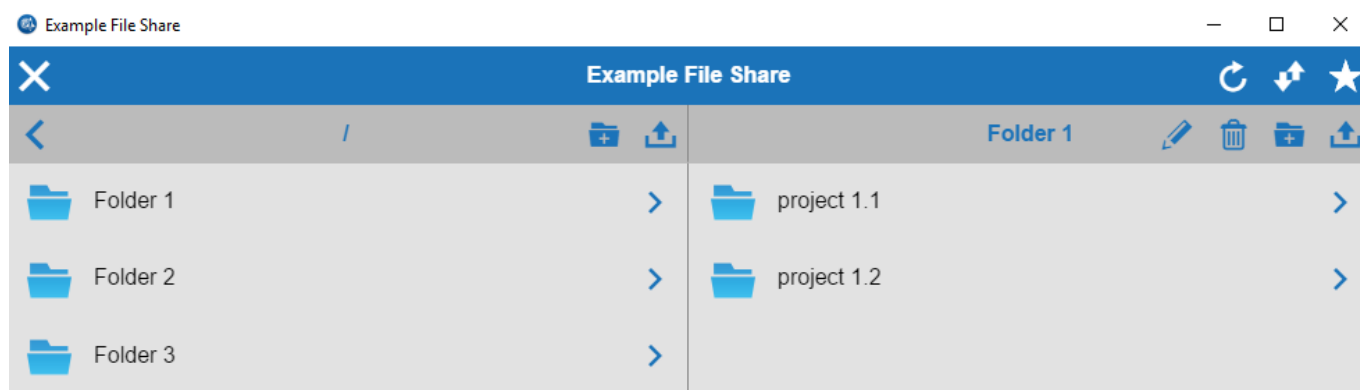 Example File Share
Example File Share
/
Folder 1
Folder 1
Folder 2
Folder 3
project 1.1
project 1.2